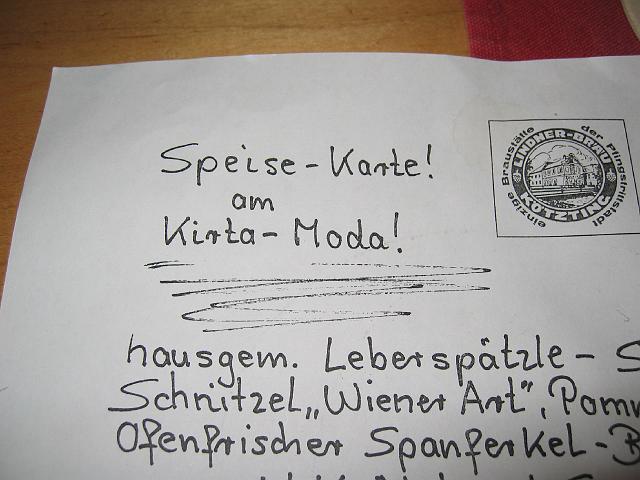 Speise-Karte!
am
Kirta-Moda!
einzige Braustätte der Pfingstrittstadt
LINDNER-BRÄU
KÖTZTING
hausgem. Leberspätzle- S
Schnitzel „Wiener Art", Pomm
Ofenfrischer Spanferkel-B